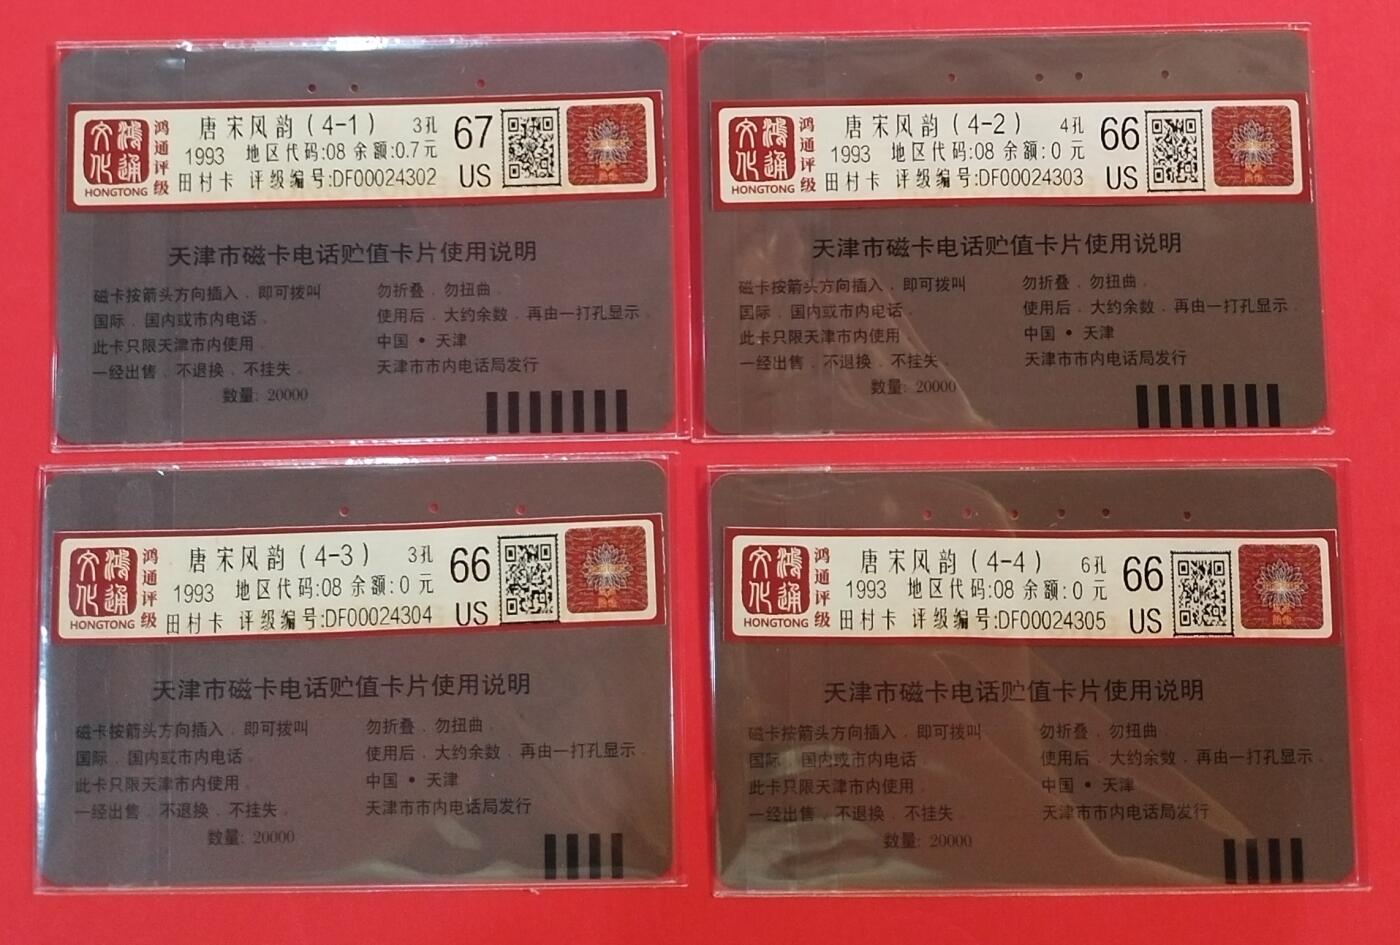 文化 鸿通
HONGTONG
鸿通评级
唐宋风韵(4-1) 3孔
1993 地区代码:08 余额:0.7元
田村卡 评级编号:DF00024302
67
US
天津市磁卡电话贮值卡片使用说明
磁卡按箭头方向插入．即可拨叫
国际．国内或市内电话．
此卡只限天津市内使用．
一经出售．不退换．不挂失．
数量: 20000
勿折叠．勿扭曲．
使用后．大约余数．再由一打孔显示．
中国 • 天津
天津市市内电话局发行
文化 鸿通
HONGTONG
鸿通评级
唐宋风韵(4-2) 4孔
1993 地区代码:08 余额:0 元
田村卡 评级编号:DF00024303
66
US
天津市磁卡电话贮值卡片使用说明
磁卡按箭头方向插入．即可拨叫
国际．国内或市内电话．
此卡只限天津市内使用．
一经出售．不退换．不挂失．
数量: 20000
勿折叠．勿扭曲．
使用后．大约余数．再由一打孔显示．
中国 • 天津
天津市市内电话局发行
文化 鸿通
HONGTONG
鸿通评级
唐宋风韵(4-3) 3孔
1993 地区代码:08 余额:0 元
田村卡 评级编号:DF00024304
66
US
天津市磁卡电话贮值卡片使用说明
磁卡按箭头方向插入．即可拨叫
国际．国内或市内电话．
此卡只限天津市内使用．
一经出售．不退换．不挂失．
数量: 20000
勿折叠．勿扭曲．
使用后．大约余数．再由一打孔显示．
中国 • 天津
天津市市内电话局发行
文化 鸿通
HONGTONG
鸿通评级
唐宋风韵(4-4) 6孔
1993 地区代码:08 余额:0 元
田村卡 评级编号:DF00024305
66
US
天津市磁卡电话贮值卡片使用说明
磁卡按箭头方向插入．即可拨叫
国际．国内或市内电话
此卡只限天津市内使用．
一经出售．不退换．不挂失．
数量: 20000
勿折叠．勿扭曲．
使用后．大约余数．再由一打孔显示．
中国 • 天津
天津市市内电话局发行